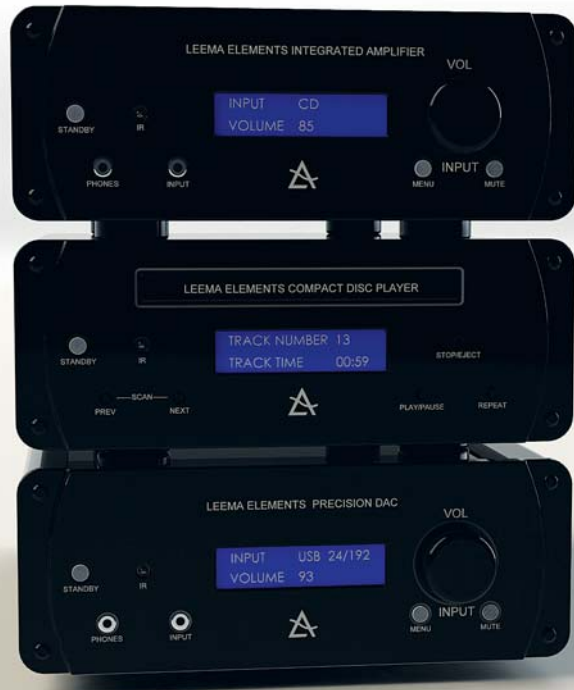 LEEMA ELEMENTS INTEGRATED AMPLIFIER
VOL
INPUT CD
VOLUME 85
STANDBY
IR
PHONES
INPUT
MENU
INPUT
MUTE
LEEMA ELEMENTS COMPACT DISC PLAYER
TRACK NUMBER 13
TRACK TIME 00:59
STANDBY
IR
STOP/EJECT
SCAN
PREV
NEXT
PLAY/PAUSE
REPEAT
LEEMA ELEMENTS PRECISION DAC
VOL
INPUT USB 24/192
VOLUME 93
STANDBY
IR
PHONES
INPUT
MENU
INPUT
MUTE